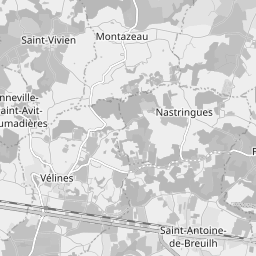 Montazeau
Saint-Vivien
nneville-
aint-Avit-
umadières
Nastringues
Vélines
Saint-Antoine-
de-Breuilh